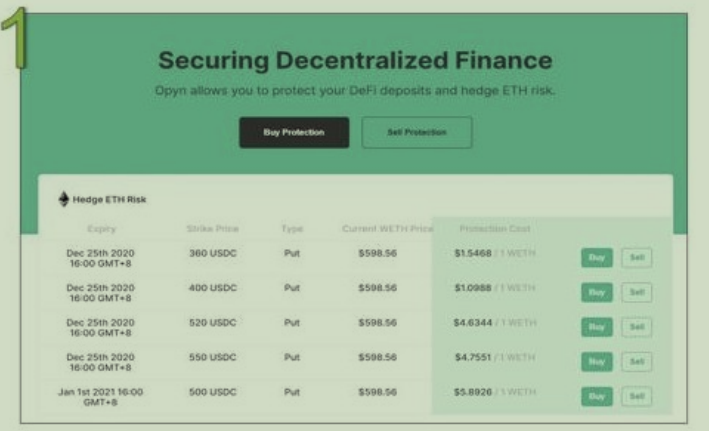 1
Securing Decentralized Finance
Opyn allows you to protect your DeFi deposits and hedge ETH risk.
Buy Protection Sell Protection
Hedge ETH Risk
Expiry Strike Price Type Current WETH Price Protection Cost
Dec 25th 2020 360 USDC Put $598.56 $1.5468 / 1 WETH Buy Sell
16:00 GMT+8
Dec 25th 2020 400 USDC Put $598.56 $1.0988 / 1 WETH Buy Sell
16:00 GMT+8
Dec 25th 2020 520 USDC Put $598.56 $4.6344 / 1 WETH Buy Sell
16:00 GMT+8
Dec 25th 2020 550 USDC Put $598.56 $4.7551 / 1 WETH Buy Sell
16:00 GMT+8
Jan 1st 2021 16:00 500 USDC Put $598.56 $5.8926 / 1 WETH Buy Sell
GMT+8